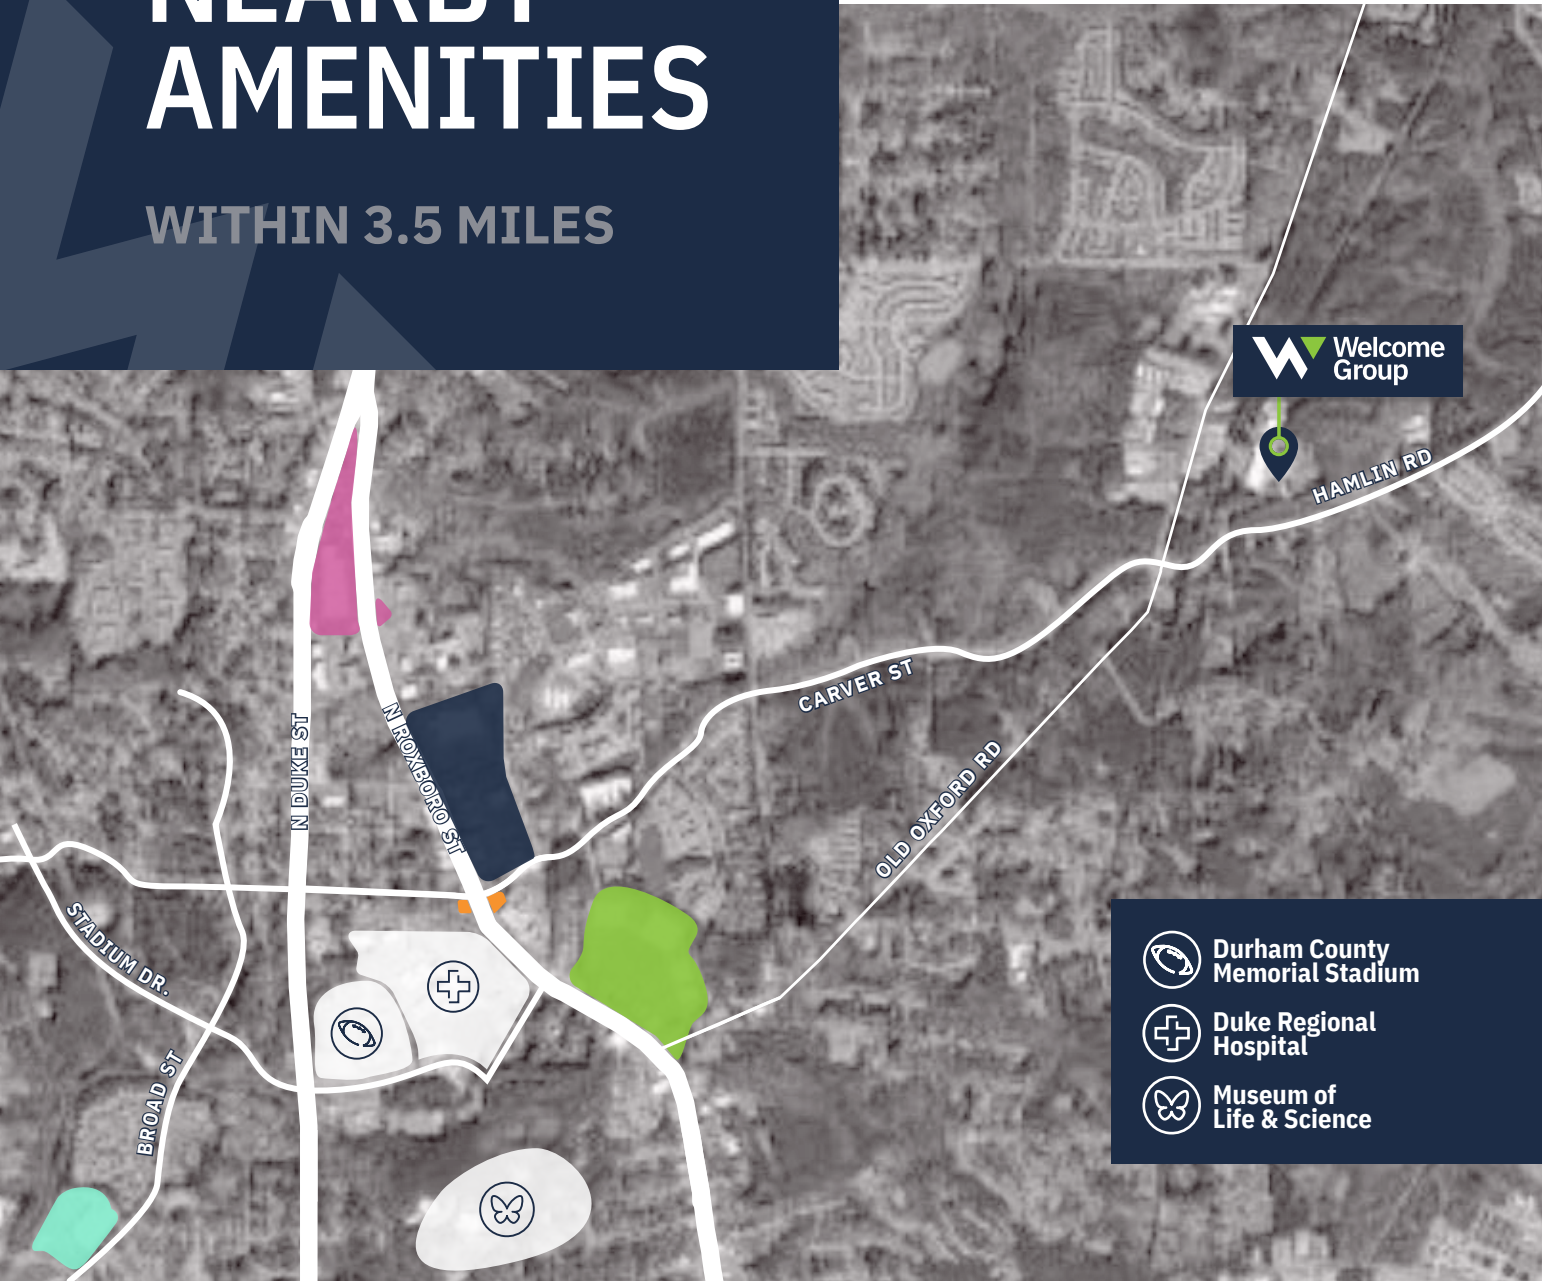 NEARBY
AMENITIES
WITHIN 3.5 MILES
Welcome
Group
HAMLIN RD
CARVER ST
N DUKE ST
N ROXBORO ST
OLD OXFORD RD
STADIUM DR.
BROAD ST
Durham County
Memorial Stadium
Duke Regional
Hospital
Museum of
Life & Science